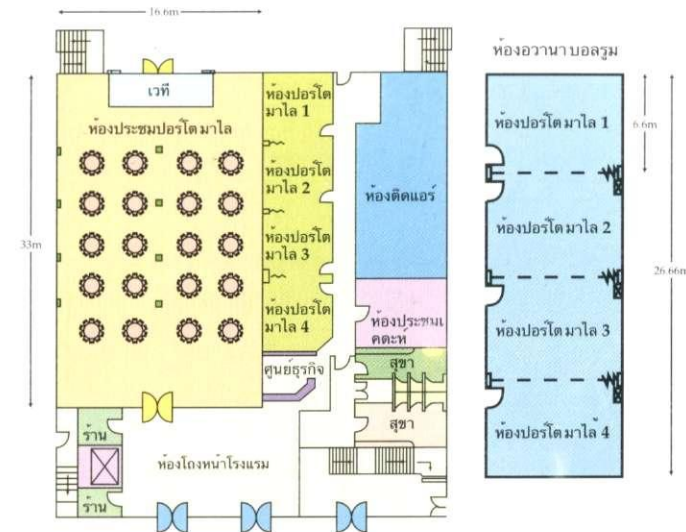 16.6m
ห้องอวานา บอลรูม
เวที
ห้องประชมปอร์โต มาไล
ห้องปอร์โต
มาไล 1
ห้องปอร์โต
มาไล 2
ห้องปอร์โต
มาไล 3
ห้องปอร์โต
มาไล 4
ห้องติดแอร์
ห้องประชมเ
คดะห์
33m
ศูนย์ธุรกิจ
สุขา
สุขา
ร้าน
ร้าน
ห้องโถงหน้าโรงแรม
ห้องปอร์โต มาไล 1
6.6m
ห้องปอร์โต มาไล 2
26.66m
ห้องปอร์โต มาไล 3
ห้องปอร์โต มาไล้ 4